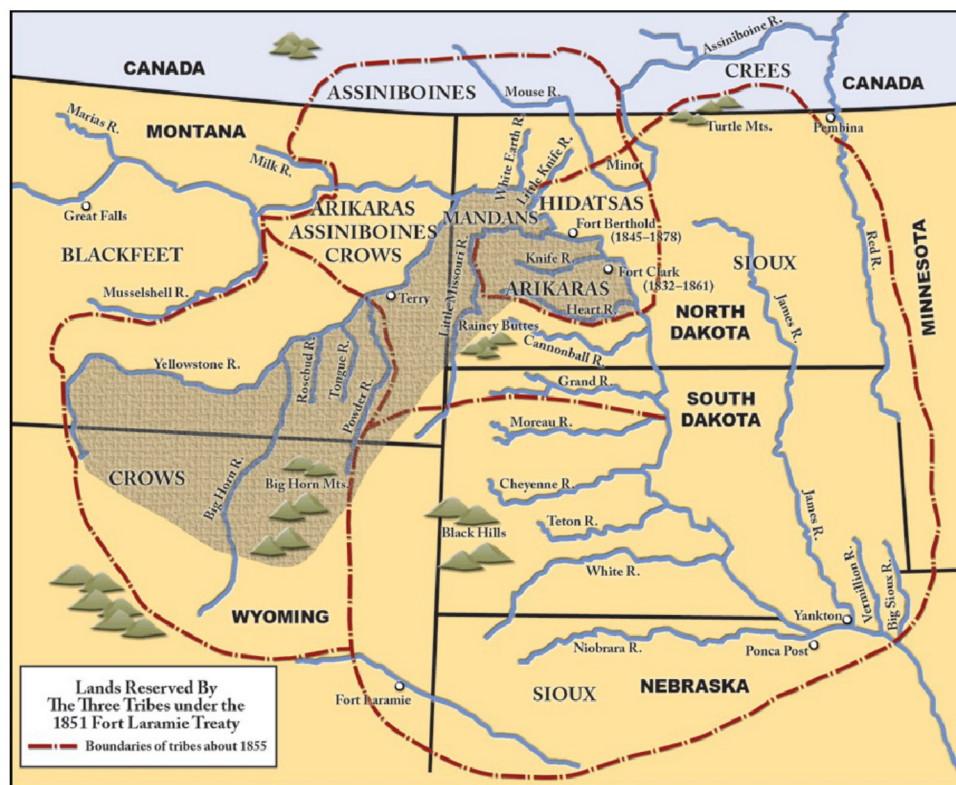 Assiniboine R.
CANADA
CREES
CANADA
ASSINIBOINES
Mouse R.
Marias R.
MONTANA
Milk R.
White Earth R.
Little Knife R.
Turtle Mts.
Pembina
Minot
Great Falls
ARIKARAS
ASSINIBOINES
CROWS
MANDANS
HIDATSAS
Fort Berthold
(1845–1878)
BLACKFEET
Knife R.
Fort Clark
(1832–1861)
SIOUX
Red R.
MINNESOTA
Musselshell R.
Terry
Little Missouri R.
ARIKARAS
Heart R.
NORTH
DAKOTA
James R.
Rainey Buttes
Cannonball R.
Yellowstone R.
Rosebud R.
Tongue R.
Powder R.
Grand R.
SOUTH
DAKOTA
Moreau R.
CROWS
Big Horn R.
Big Horn Mts.
Cheyenne R.
Black Hills
Teton R.
James R.
White R.
Vermillion R.
Big Sioux R.
WYOMING
Yankton
Niobrara R.
Ponca Post
Fort Laramie
SIOUX
NEBRASKA
Lands Reserved By
The Three Tribes under the
1851 Fort Laramie Treaty
Boundaries of tribes about 1855